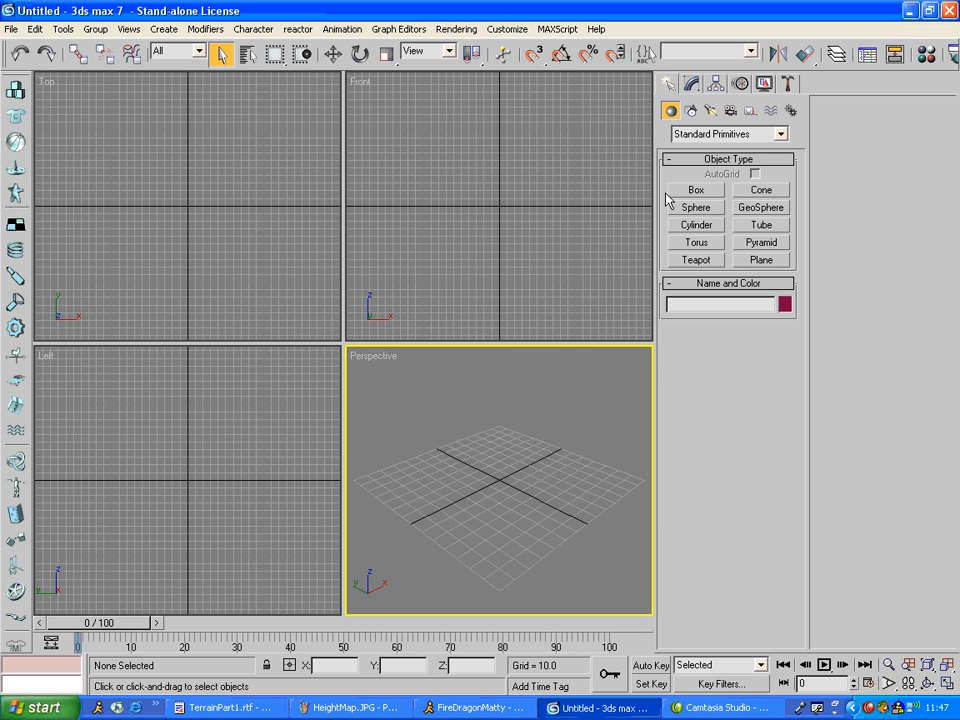 Untitled - 3ds max 7 - Stand-alone License
File Edit Tools Group Views Create Modifiers Character reactor Animation Graph Editors Rendering Customize MAXScript Help
All View
Top Front
Standard Primitives
- Object Type
AutoGrid
Box Cone
Sphere GeoSphere
Cylinder Tube
Torus Pyramid
Teapot Plane
- Name and Color
z x z x
Left Perspective
z y x z y x
< 0 / 100 >
0 10 20 30 40 50 60 70 80 90 100
None Selected X: Y: Z: Grid = 10.0 Auto Key Selected
Click or click-and-drag to select objects Add Time Tag Set Key Key Filters... 0
start TerrainPart1.rtf - ... HeightMap.JPG - P... FireDragonMatty - ... Untitled - 3ds max ... Camtasia Studio - ... 11:47